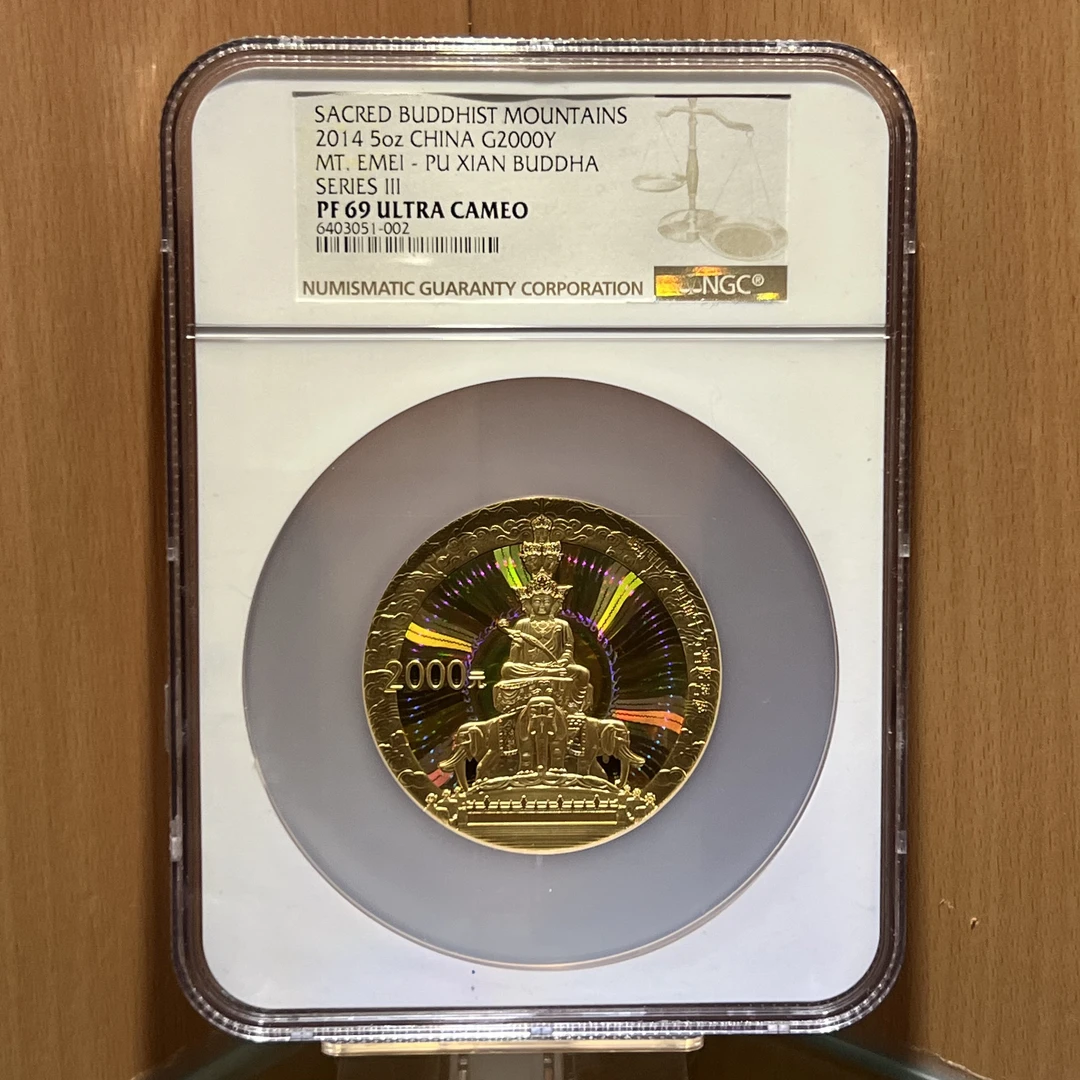 SACRED BUDDHIST MOUNTAINS
2014 5oz CHINA G2000Y
MT. EMEI - PU XIAN BUDDHA
SERIES III
PF 69 ULTRA CAMEO
6403051-002
NUMISMATIC GUARANTY CORPORATION NGC®
2000元